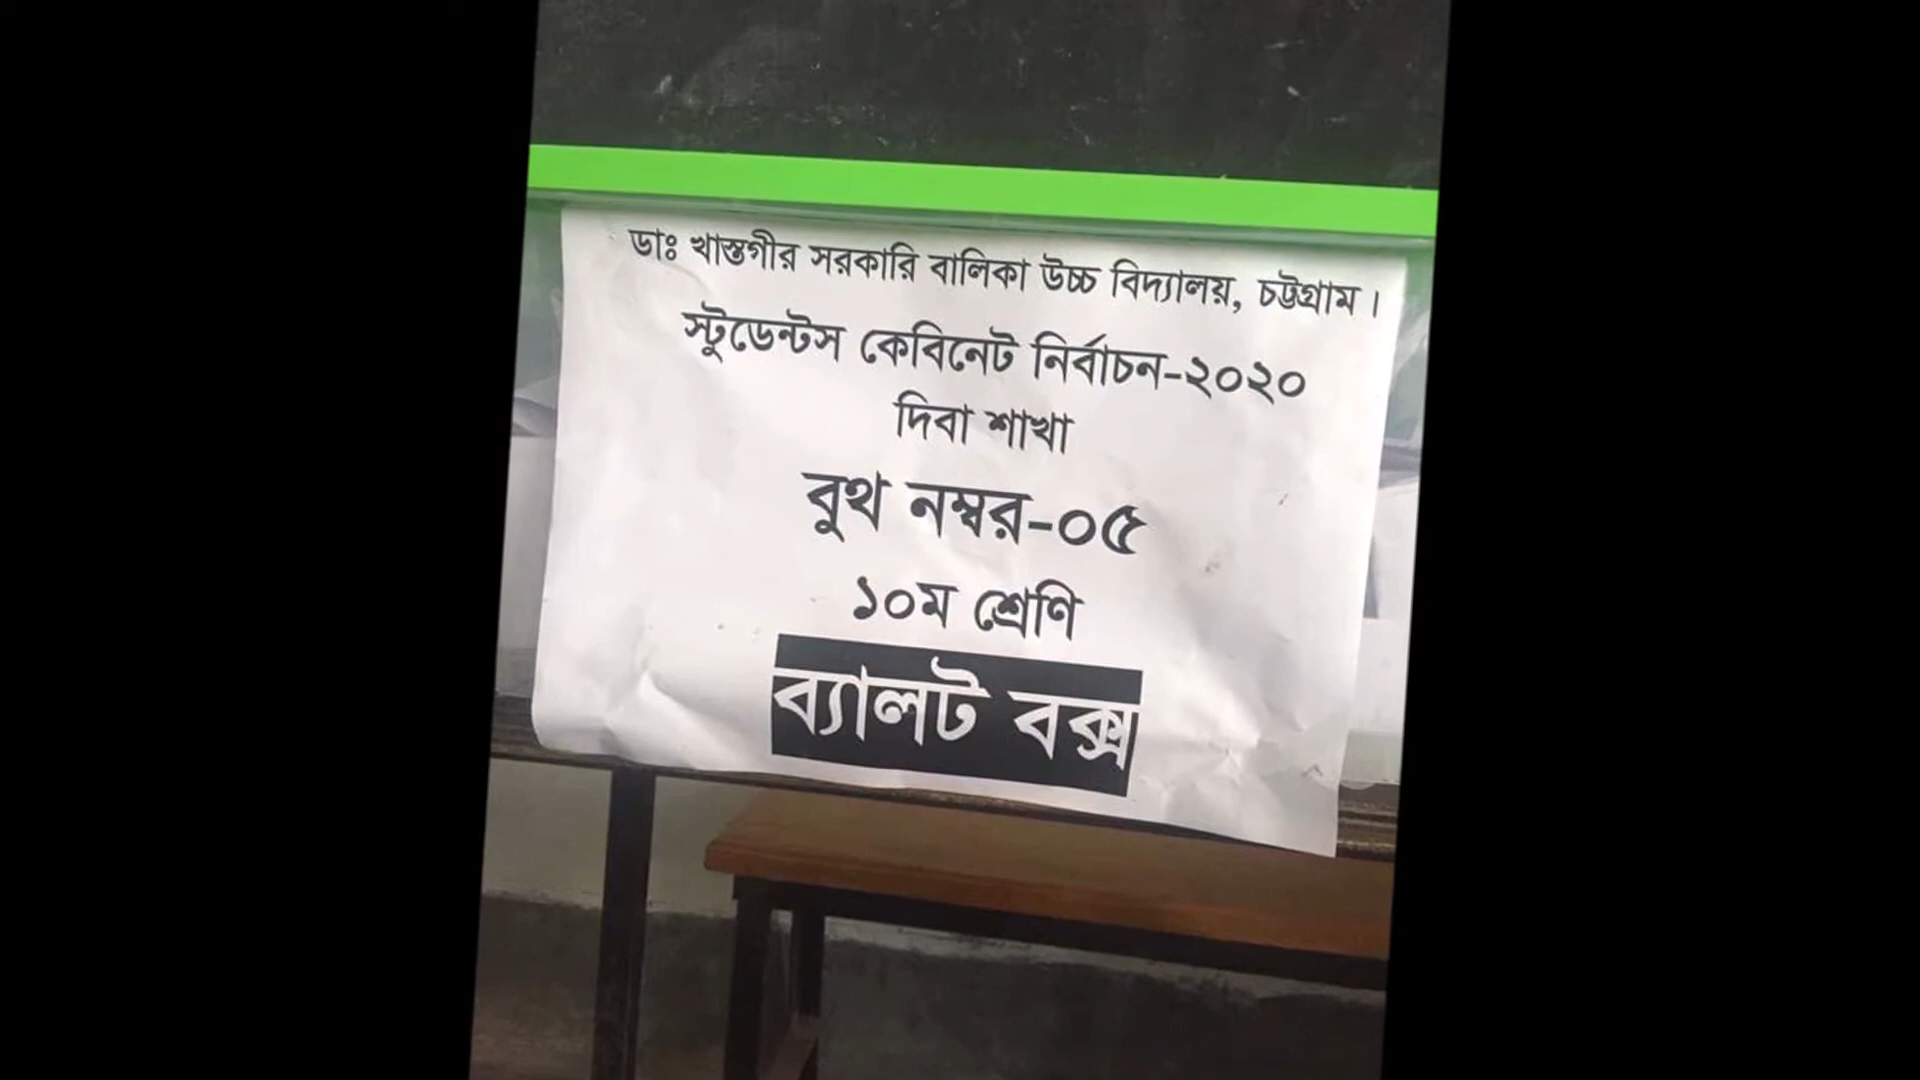 ডাঃ খাস্তগীর সরকারি বালিকা উচ্চ বিদ্যালয়, চট্টগ্রাম।
স্টুডেন্টস কেবিনেট নির্বাচন-২০২০
দিবা শাখা
বুথ নম্বর-০৫
১০ম শ্রেণি
ব্যালট বক্স